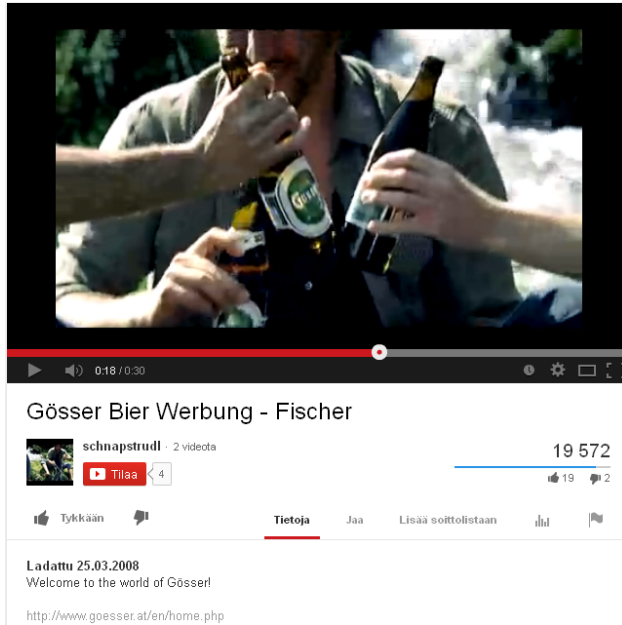 GÖSSER
0:18 / 0:30
Gösser Bier Werbung - Fischer
schnapstrudl · 2 videota
19 572
Tilaa 4
19 2
Tykkään
Tietoja Jaa Lisää soittolistaan
Ladattu 25.03.2008
Welcome to the world of Gösser!
http://www.goesser.at/en/home.php